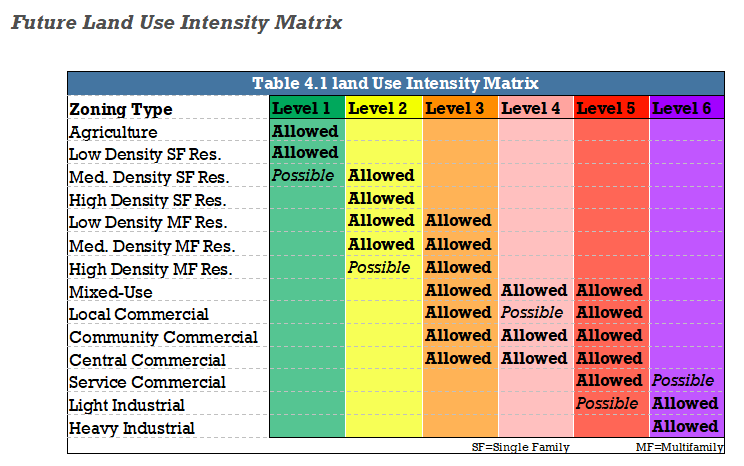 Future Land Use Intensity Matrix
Table 4.1 land Use Intensity Matrix
Zoning Type Level 1 Level 2 Level 3 Level 4 Level 5 Level 6
Agriculture Allowed
Low Density SF Res. Allowed
Med. Density SF Res. Possible Allowed
High Density SF Res. Allowed
Low Density MF Res. Allowed Allowed
Med. Density MF Res. Allowed Allowed
High Density MF Res. Possible Allowed
Mixed-Use Allowed Allowed Allowed
Local Commercial Allowed Possible Allowed
Community Commercial Allowed Allowed Allowed
Central Commercial Allowed Allowed Allowed
Service Commercial Allowed Possible
Light Industrial Possible Allowed
Heavy Industrial Allowed
SF=Single Family MF=Multifamily